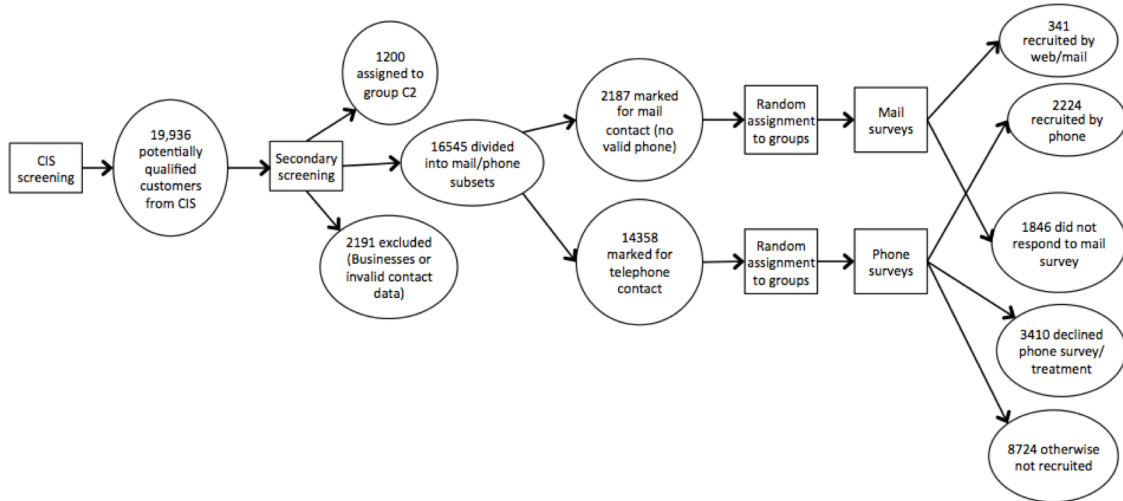 CIS
screening
19,936
potentially
qualified
customers
from CIS
Secondary
screening
1200
assigned to
group C2
16545 divided
into mail/phone
subsets
2191 excluded
(Businesses or
invalid contact
data)
2187 marked
for mail
contact (no
valid phone)
14358
marked for
telephone
contact
Random
assignment
to groups
Random
assignment
to groups
Mail
surveys
Phone
surveys
341
recruited by
web/mail
2224
recruited by
phone
1846 did not
respond to mail
survey
3410 declined
phone survey/
treatment
8724 otherwise
not recruited